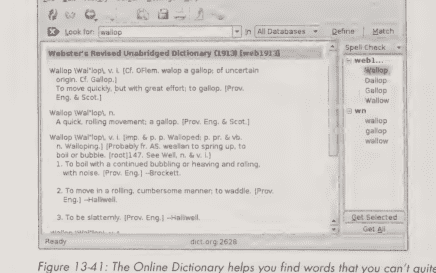 Look for: wallop in All Databases Define Match
Webster's Revised Unabridged Dictionary (1913) [web1913]
Spell Check
Wallop \Wal"lop\, v. i. [Cf. OFlem. walop a gallop; of uncertain
origin. Cf. Gallop.]
To move quickly, but with great effort; to gallop. [Prov.
Eng. & Scot.]
Wallop \Wal"lop\, n.
A quick, rolling movement; a gallop. [Prov. Eng. & Scot.]
Wallop \Wal"lop\, v. i. [imp. & p. p. Walloped; p. pr. & vb.
n. Walloping.] [Probably fr. AS. weallan to spring up, to
boil or bubble. [root]147. See Well, n. & v. i.]
1. To boil with a continued bubbling or heaving and rolling,
with noise. [Prov. Eng.] --Brockett.
2. To move in a rolling, cumbersome manner; to waddle. [Prov.
Eng.] --Halliwell.
3. To be slatternly. [Prov. Eng.] --Halliwell.
web1...
Wallop
Dallop
Gallop
Wallow
wn
wallop
gallop
wallow
Get Selected
Get All
Ready dict.org:2628
Figure 13-41: The Online Dictionary helps you find words that you can't quite